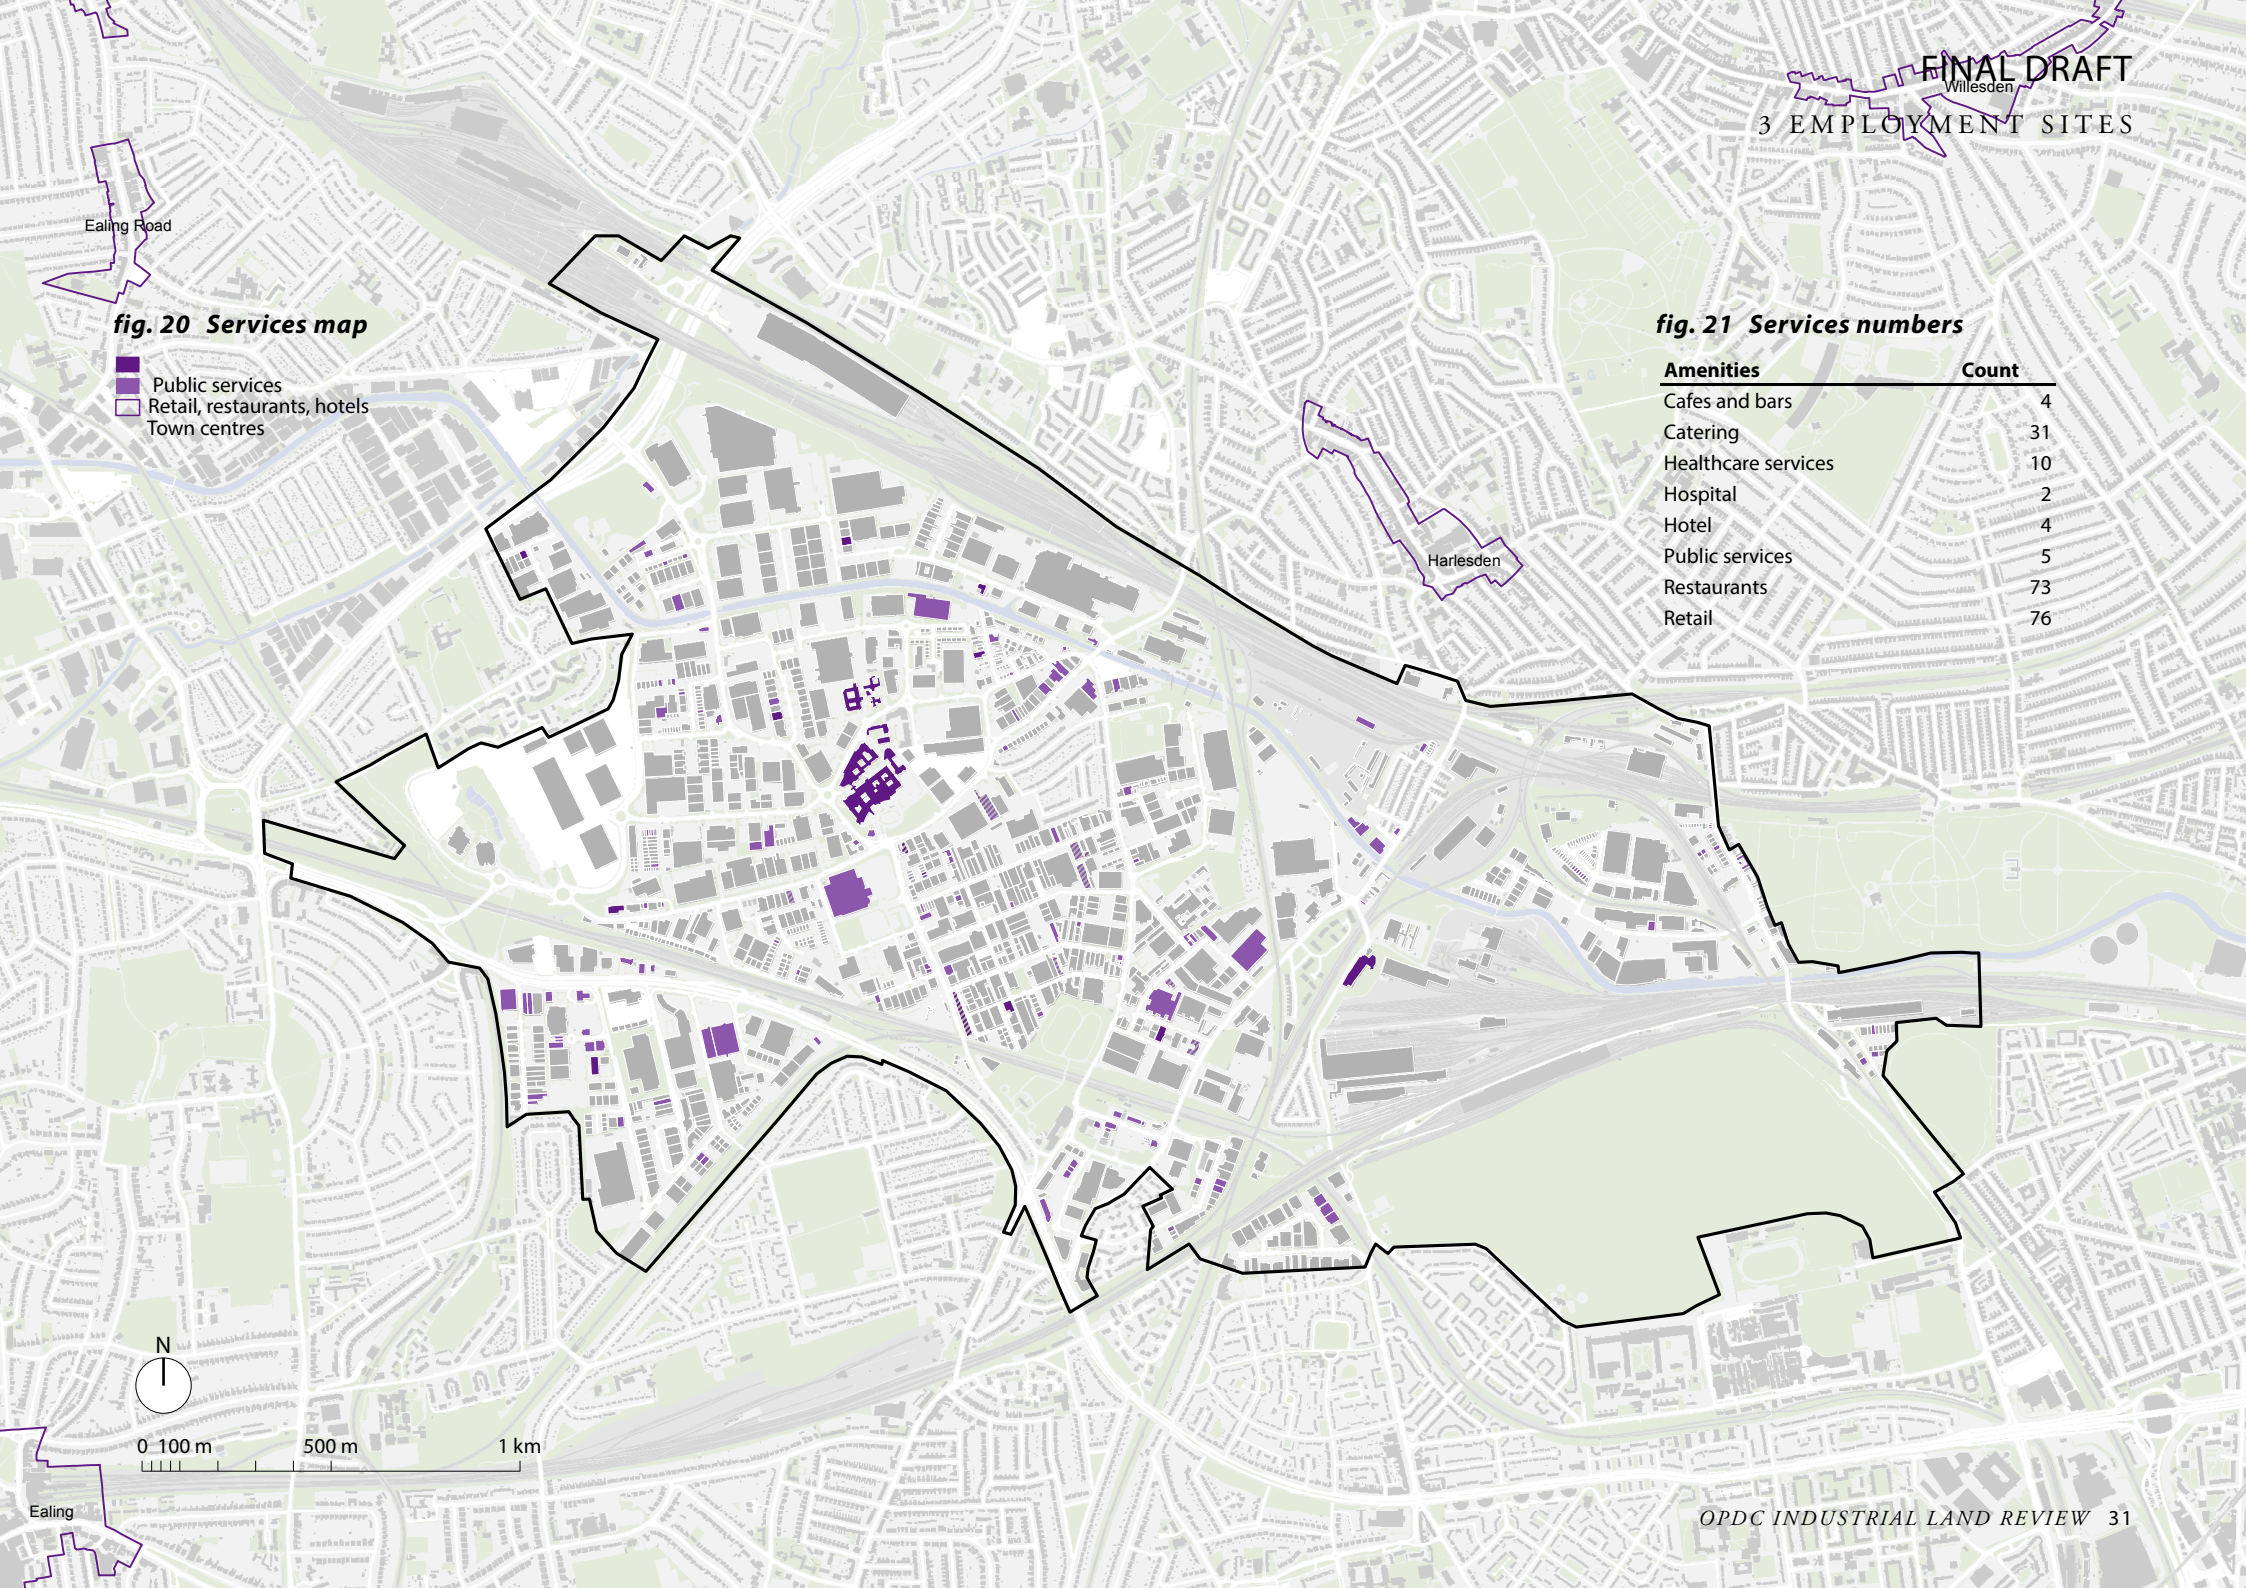 FINAL DRAFT
Willesden
3 EMPLOYMENT SITES
Ealing Road
fig. 20 Services map
Public services
Retail, restaurants, hotels
Town centres
fig. 21 Services numbers
Amenities Count
Cafes and bars 4
Catering 31
Healthcare services 10
Hospital 2
Hotel 4
Public services 5
Restaurants 73
Retail 76
Harlesden
N
0 100 m 500 m 1 km
Ealing
OPDC INDUSTRIAL LAND REVIEW 31